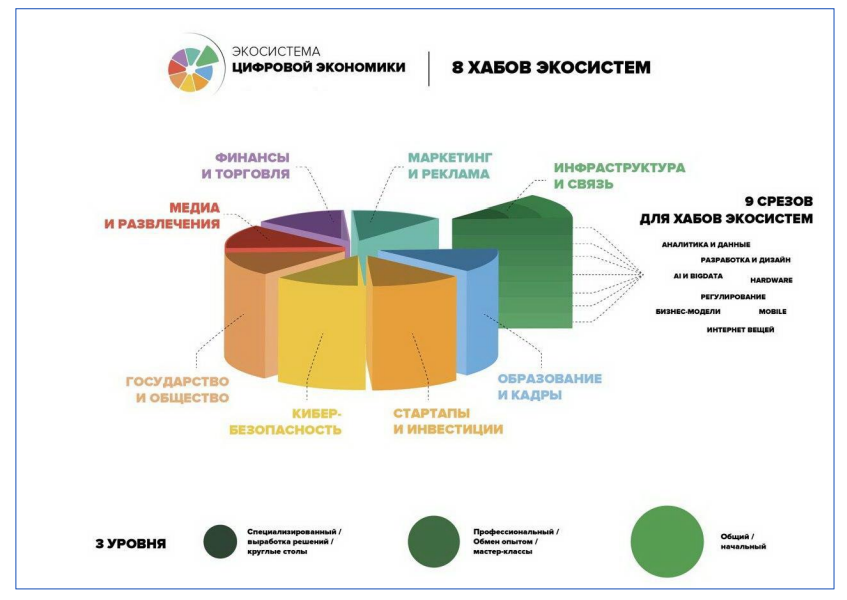 ЭКОСИСТЕМА
ЦИФРОВОЙ ЭКОНОМИКИ
8 ХАБОВ ЭКОСИСТЕМ
ФИНАНСЫ
И ТОРГОВЛЯ
МАРКЕТИНГ
И РЕКЛАМА
ИНФРАСТРУКТУРА
И СВЯЗЬ
МЕДИА
И РАЗВЛЕЧЕНИЯ
9 СРЕЗОВ
ДЛЯ ХАБОВ ЭКОСИСТЕМ
АНАЛИТИКА И ДАННЫЕ
РАЗРАБОТКА И ДИЗАЙН
AI И BIGDATA
HARDWARE
РЕГУЛИРОВАНИЕ
БИЗНЕС-МОДЕЛИ
MOBILE
ИНТЕРНЕТ ВЕЩЕЙ
ГОСУДАРСТВО
И ОБЩЕСТВО
КИБЕР-
БЕЗОПАСНОСТЬ
СТАРТАПЫ
И ИНВЕСТИЦИИ
ОБРАЗОВАНИЕ
И КАДРЫ
3 УРОВНЯ
Специализированный /
выработка решений /
круглые столы
Профессиональный /
Обмен опытом /
мастер-классы
Общий /
начальный